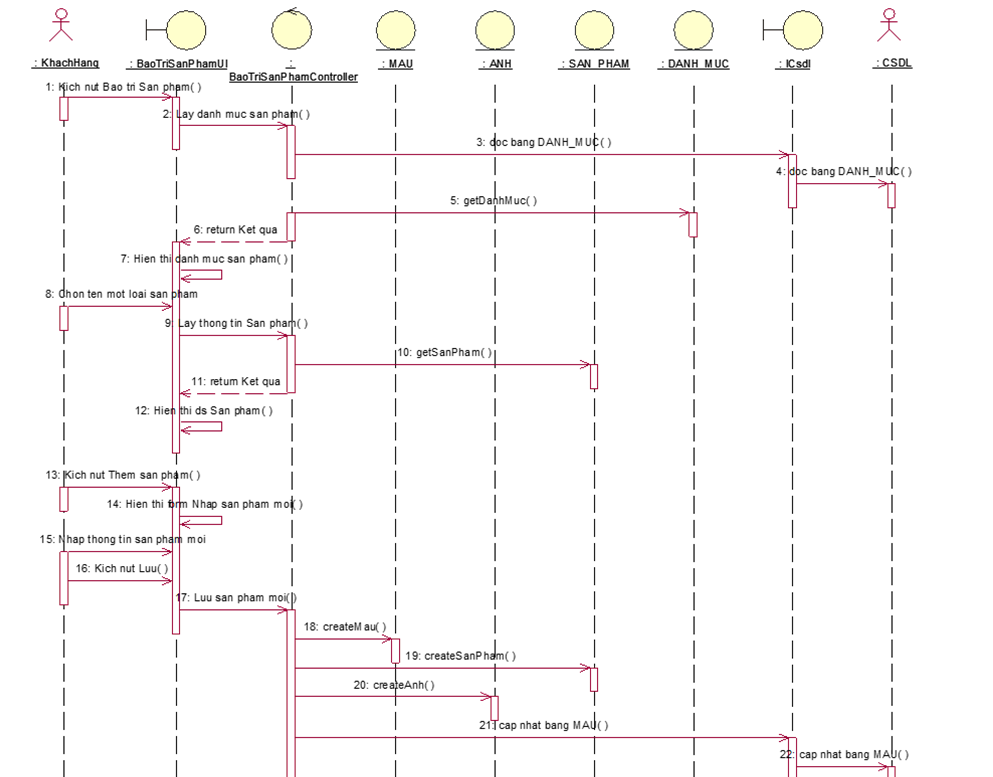 : KhachHang
: BaoTriSanPhamUI
:
BaoTriSanPhamController
: MAU
: ANH
: SAN_PHAM
: DANH_MUC
: ICsdl
: CSDL
1: Kich nut Bao tri San pham( )
2: Lay danh muc san pham( )
3: doc bang DANH_MUC( )
4: doc bang DANH_MUC( )
5: getDanhMuc( )
6: return Ket qua
7: Hien thi danh muc san pham( )
8: Chon ten mot loai san pham
9: Lay thong tin San pham( )
10: getSanPham( )
11: return Ket qua
12: Hien thi ds San pham( )
13: Kich nut Them san pham( )
14: Hien thi form Nhap san pham moi( )
15: Nhap thong tin san pham moi
16: Kich nut Luu( )
17: Luu san pham moi( )
18: createMau( )
19: createSanPham( )
20: createAnh( )
21: cap nhat bang MAU( )
22: cap nhat bang MAU( )